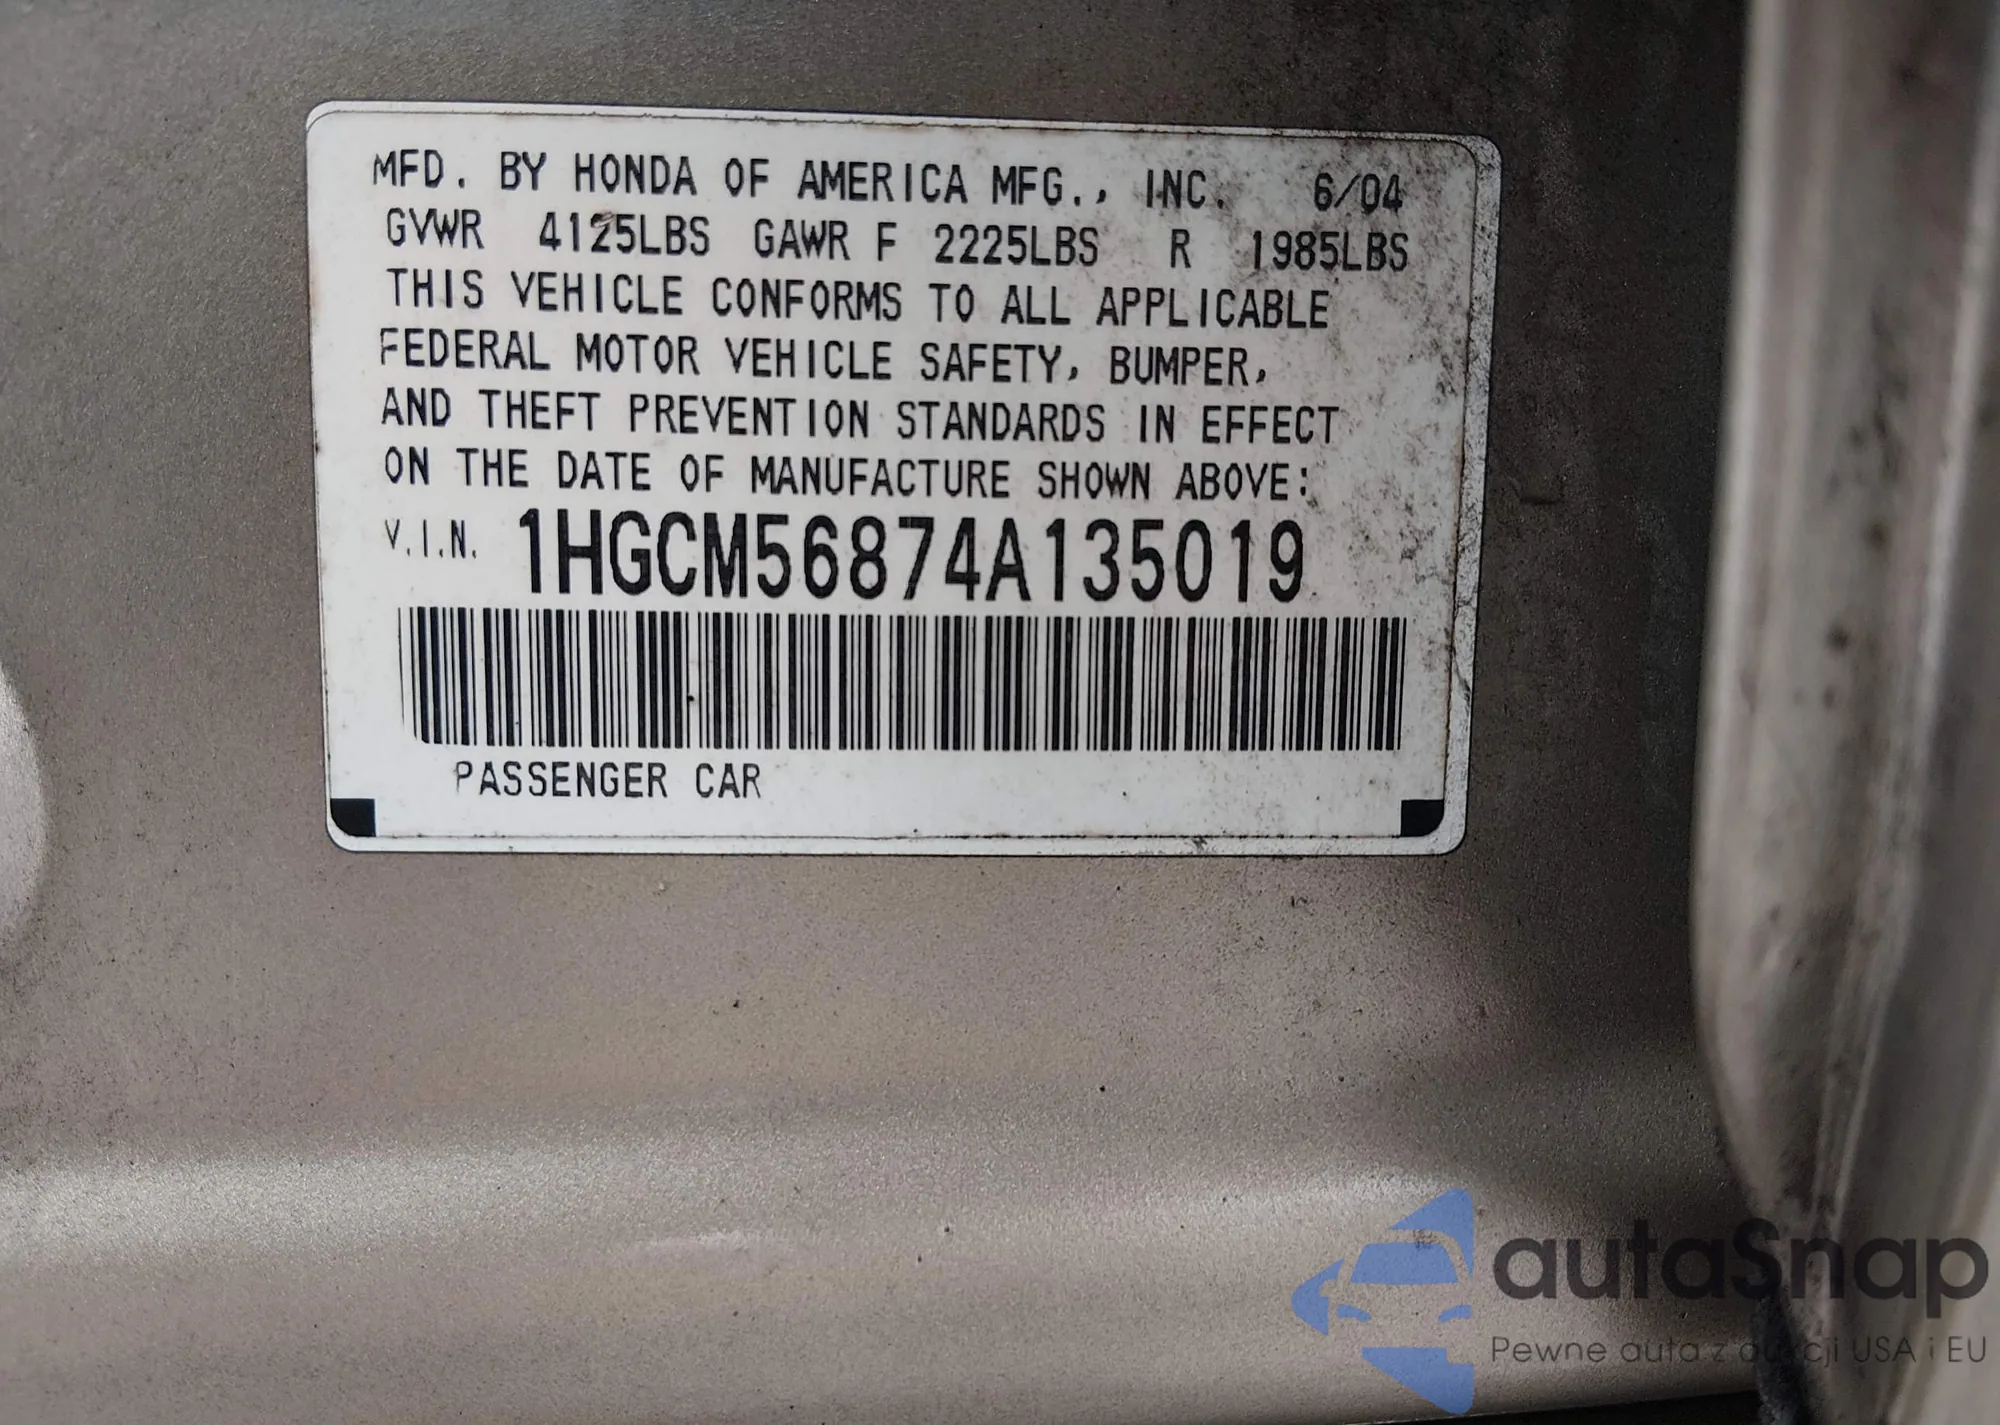 MFD. BY HONDA OF AMERICA MFG., INC. 6/04
GVWR 4125LBS GAWR F 2225LBS R 1985LBS
THIS VEHICLE CONFORMS TO ALL APPLICABLE
FEDERAL MOTOR VEHICLE SAFETY, BUMPER,
AND THEFT PREVENTION STANDARDS IN EFFECT
ON THE DATE OF MANUFACTURE SHOWN ABOVE:
V.I.N. 1HGCM56874A135019
PASSENGER CAR
autaSnap
Pewne auta z aukcji USA i EU